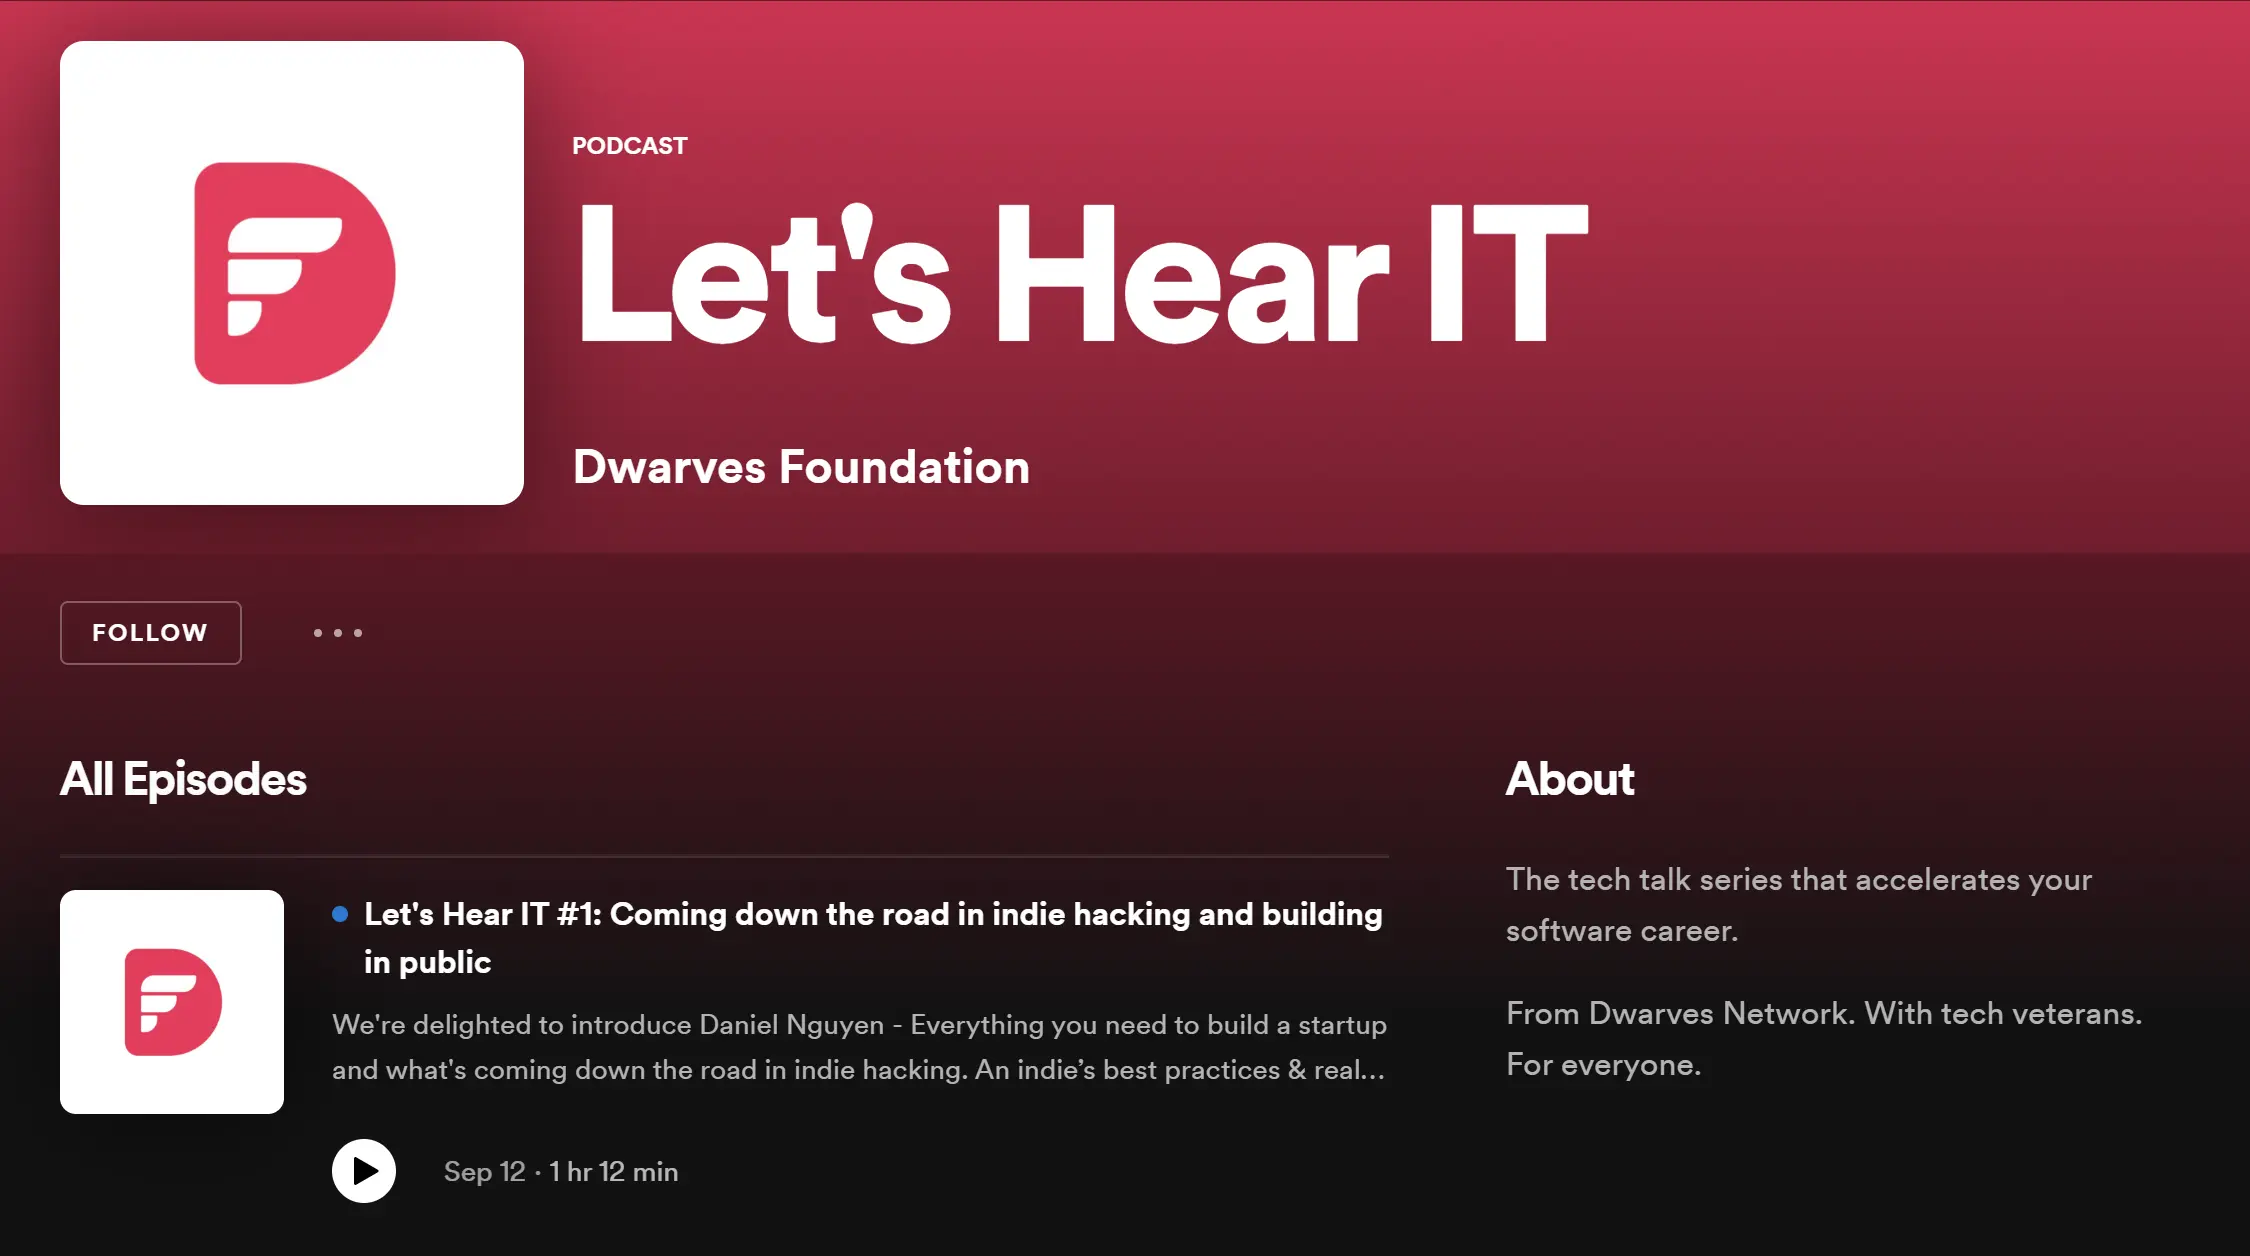 PODCAST
Let's Hear IT
Dwarves Foundation
FOLLOW
All Episodes
Let's Hear IT #1: Coming down the road in indie hacking and building
in public
We're delighted to introduce Daniel Nguyen - Everything you need to build a startup
and what's coming down the road in indie hacking. An indie’s best practices & real...
Sep 12 · 1 hr 12 min
About
The tech talk series that accelerates your
software career.
From Dwarves Network. With tech veterans.
For everyone.